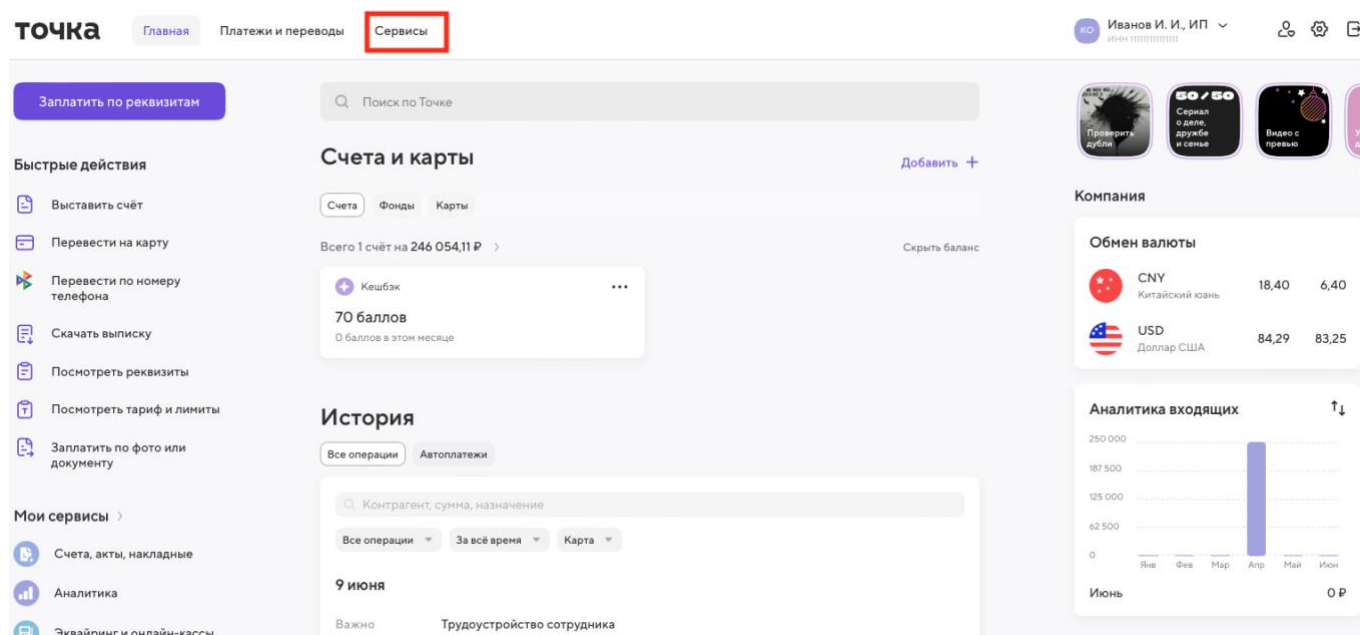 точка
Главная
Платежи и переводы
Сервисы
КО
Иванов И. И., ИП
ИНН 111111111111
Заплатить по реквизитам
Поиск по Точке
Проверить
дубли
50/50
Сериал
о деле,
дружбе
и семье
Видео с
превью
Быстрые действия
Выставить счёт
Перевести на карту
Перевести по номеру
телефона
Скачать выписку
Посмотреть реквизиты
Посмотреть тариф и лимиты
Заплатить по фото или
документу
Мои сервисы
Счета, акты, накладные
Аналитика
Эквайринг и онлайн-кассы
Счета и карты
Добавить +
Счета
Фонды
Карты
Всего 1 счёт на 246 054,11 ₽
Скрыть баланс
Кешбэк
70 баллов
0 баллов в этом месяце
История
Все операции
Автоплатежи
Контрагент, сумма, назначение
Все операции
За всё время
Карта
9 июня
Важно
Трудоустройство сотрудника
Компания
Обмен валюты
CNY
Китайский юань
18,40
6,40
USD
Доллар США
84,29
83,25
Аналитика входящих
250 000
187 500
125 000
62 500
0
Янв
Фев
Мар
Апр
Май
Июн
Июнь
0 ₽